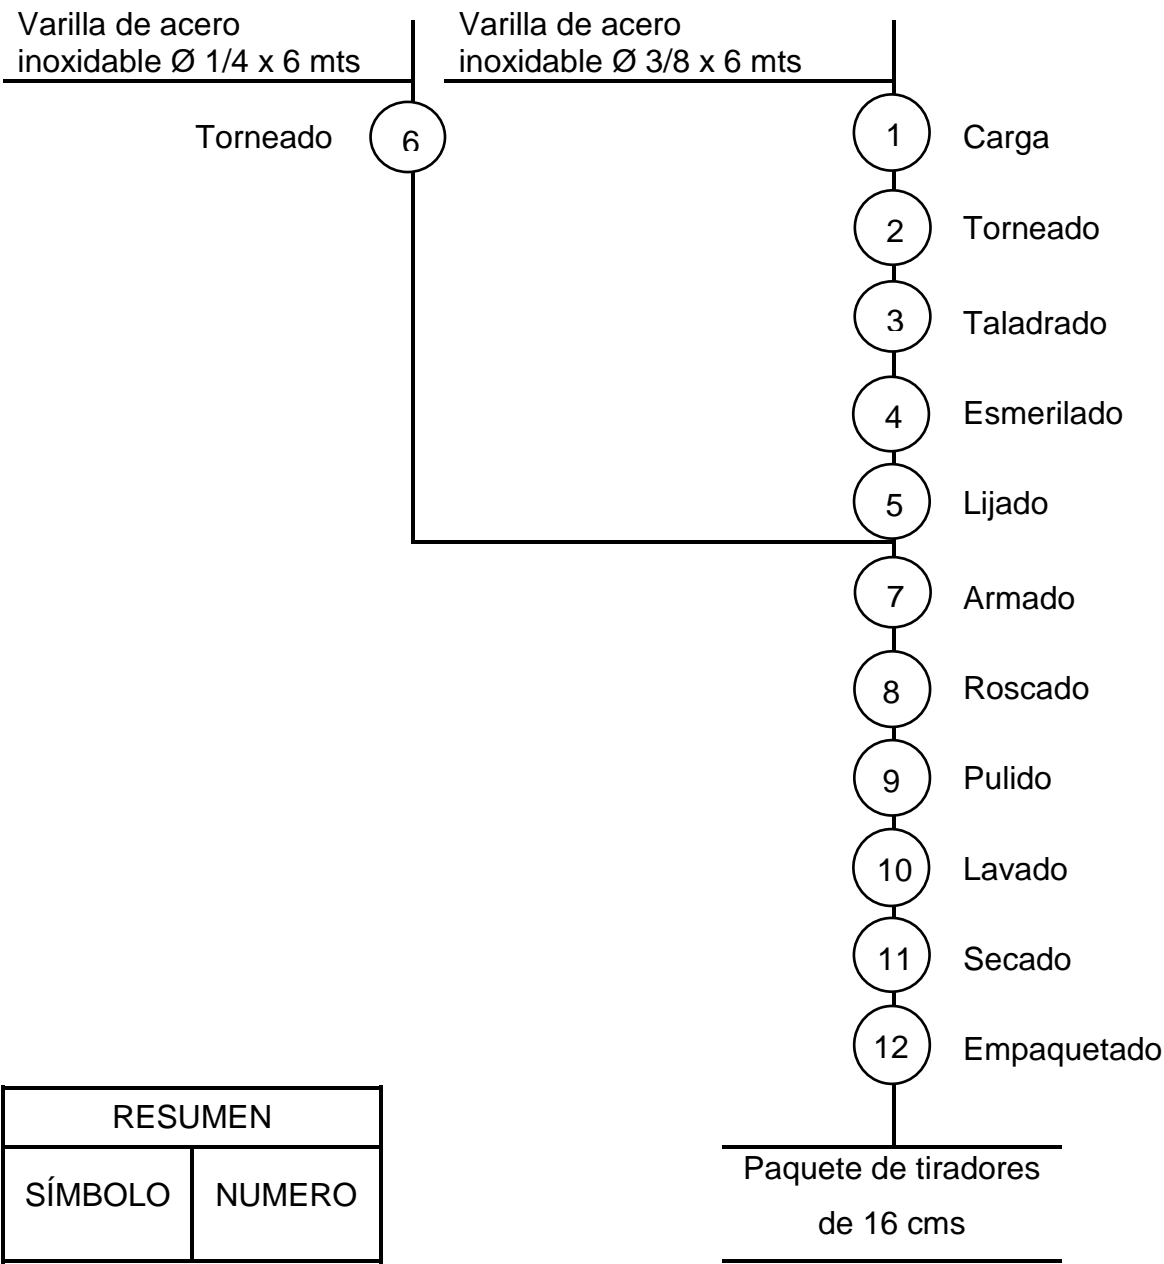 Varilla de acero
inoxidable Ø 1/4 x 6 mts
Varilla de acero
inoxidable Ø 3/8 x 6 mts
Torneado 6
1 Carga
2 Torneado
3 Taladrado
4 Esmerilado
5 Lijado
7 Armado
8 Roscado
9 Pulido
10 Lavado
11 Secado
12 Empaquetado
Paquete de tiradores
de 16 cms
RESUMEN
SÍMBOLO NUMERO